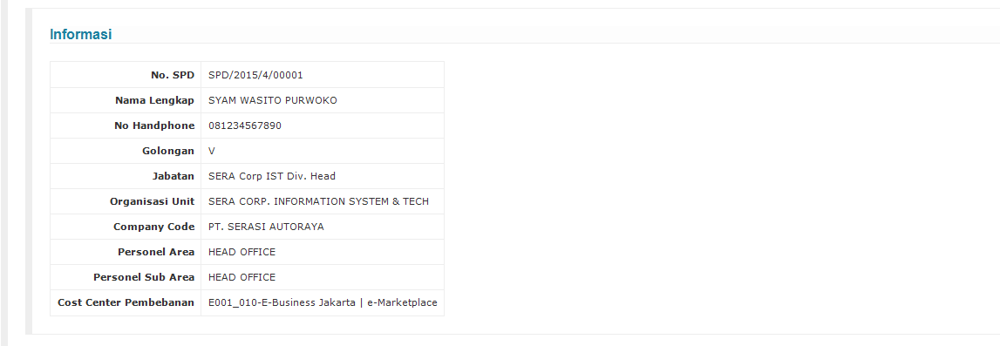 Informasi
No. SPD SPD/2015/4/00001
Nama Lengkap SYAM WASITO PURWOKO
No Handphone 081234567890
Golongan V
Jabatan SERA Corp IST Div. Head
Organisasi Unit SERA CORP. INFORMATION SYSTEM & TECH
Company Code PT. SERASI AUTORAYA
Personel Area HEAD OFFICE
Personel Sub Area HEAD OFFICE
Cost Center Pembebanan E001_010-E-Business Jakarta | e-Marketplace